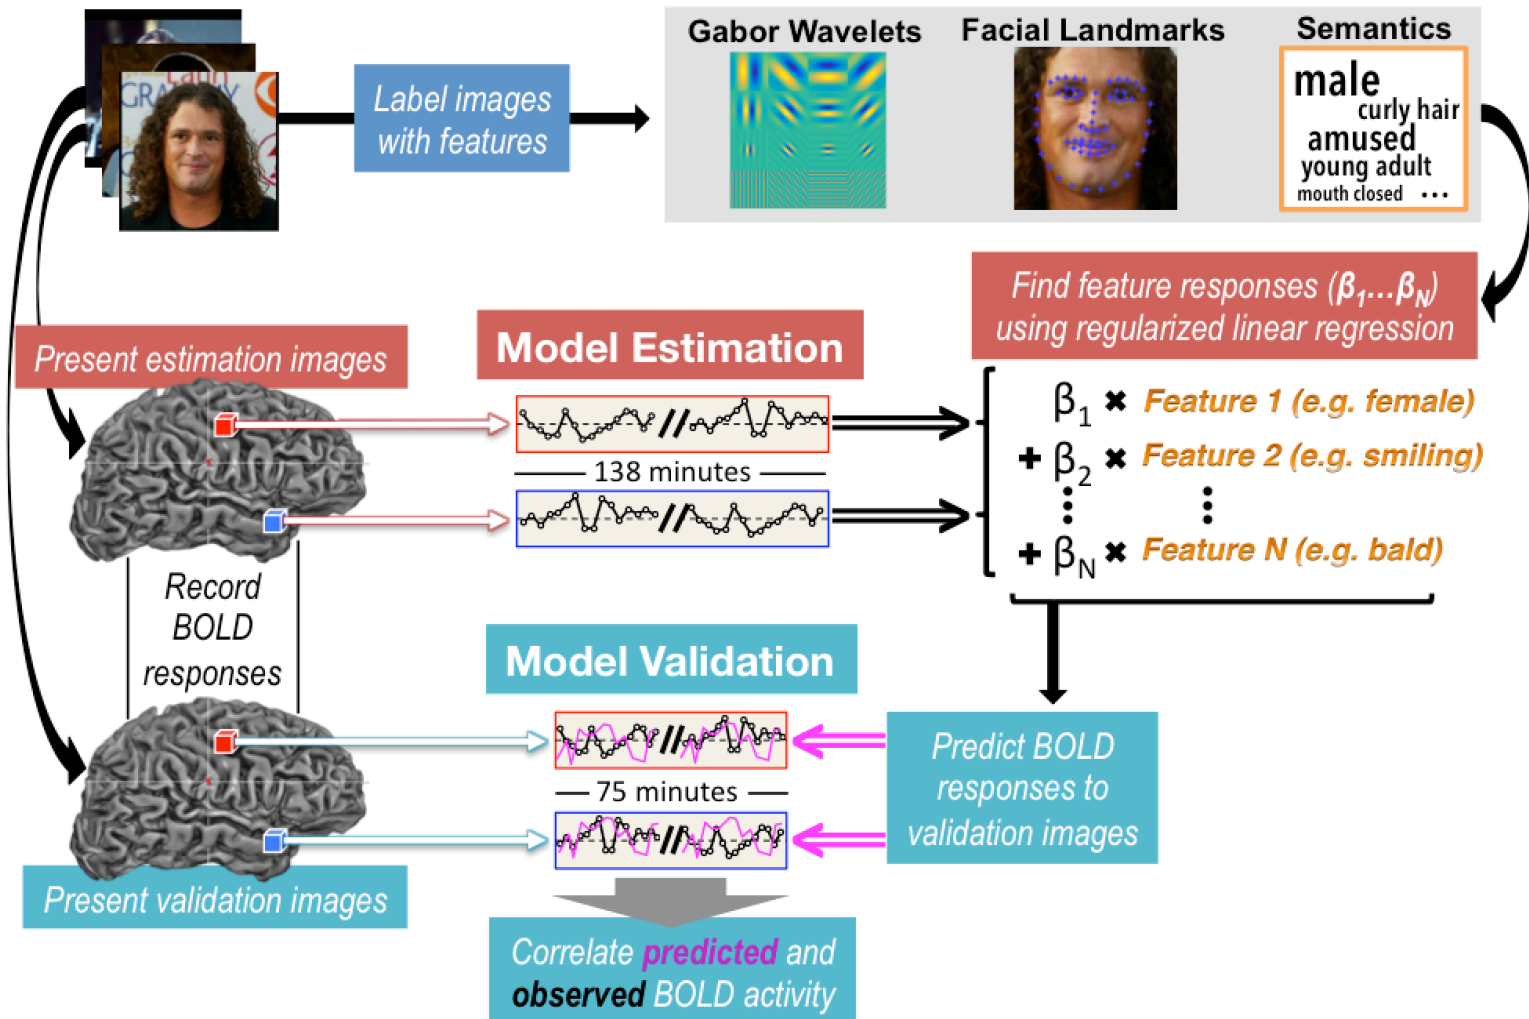 Latin
GRAMMY
Label images
with features
Gabor Wavelets
Facial Landmarks
Semantics
male
curly hair
amused
young adult
mouth closed ...
Find feature responses (β1...βN)
using regularized linear regression
Present estimation images
Model Estimation
138 minutes
β1 ✖ Feature 1 (e.g. female)
+ β2 ✖ Feature 2 (e.g. smiling)
⋮ ⋮
+ βN ✖ Feature N (e.g. bald)
Record
BOLD
responses
Model Validation
75 minutes
Predict BOLD
responses to
validation images
Present validation images
Correlate predicted and
observed BOLD activity